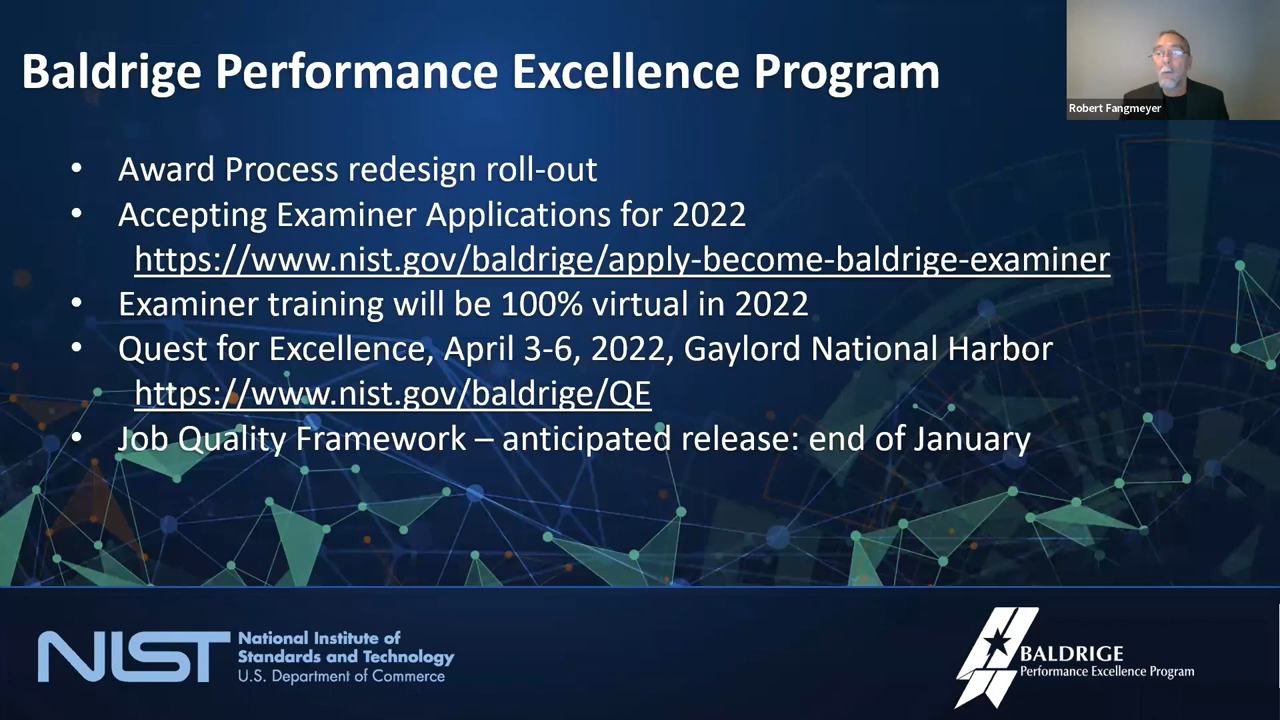 Baldrige Performance Excellence Program
Robert Fangmeyer
• Award Process redesign roll-out
• Accepting Examiner Applications for 2022
https://www.nist.gov/baldrige/apply-become-baldrige-examiner
• Examiner training will be 100% virtual in 2022
• Quest for Excellence, April 3-6, 2022, Gaylord National Harbor
https://www.nist.gov/baldrige/QE
• Job Quality Framework – anticipated release: end of January
NIST
National Institute of
Standards and Technology
U.S. Department of Commerce
BALDRIGE
Performance Excellence Program